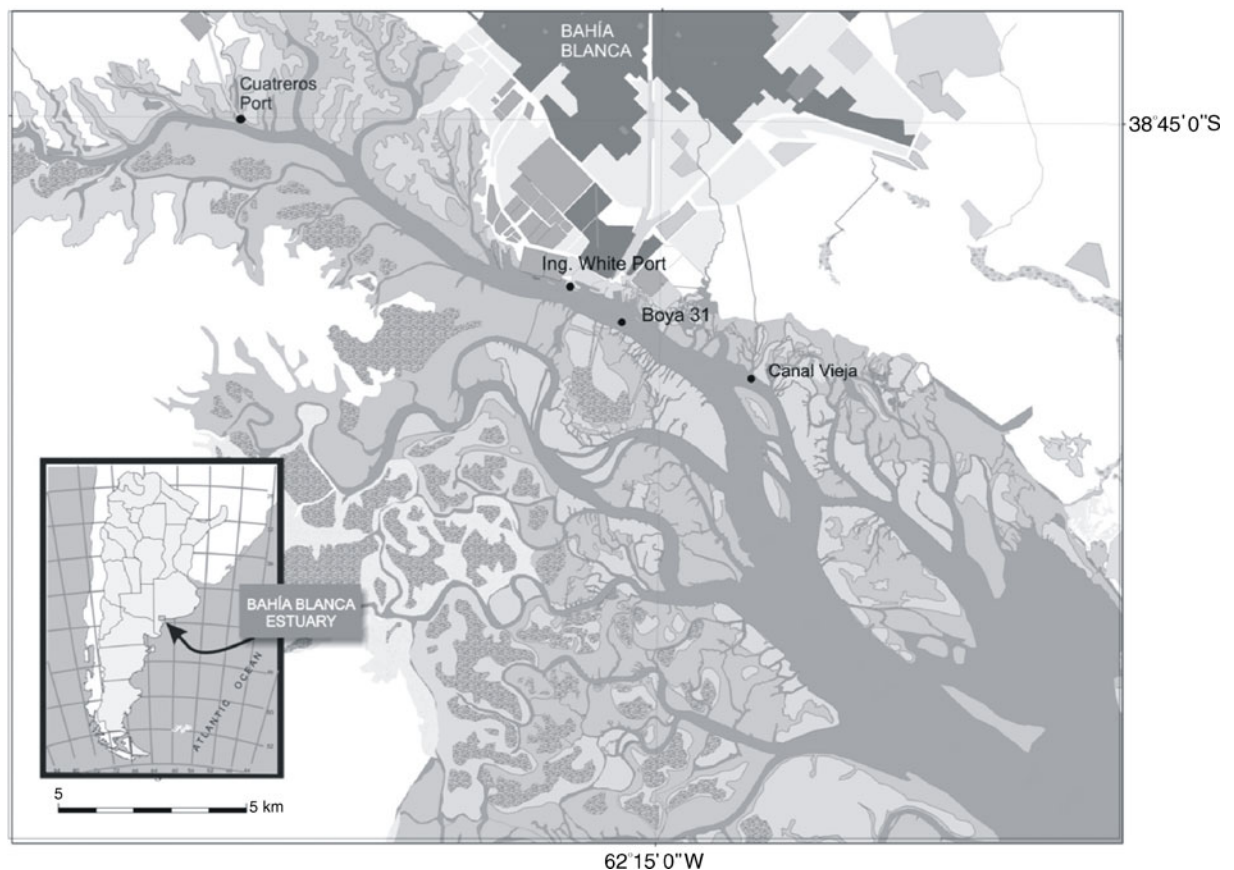 BAHÍA
BLANCA
Cuatreros
Port
38°45'0"S
Ing. White Port
Boya 31
Canal Vieja
BAHÍA BLANCA
ESTUARY
ATLANTIC OCEAN
5
5 km
62°15'0"W